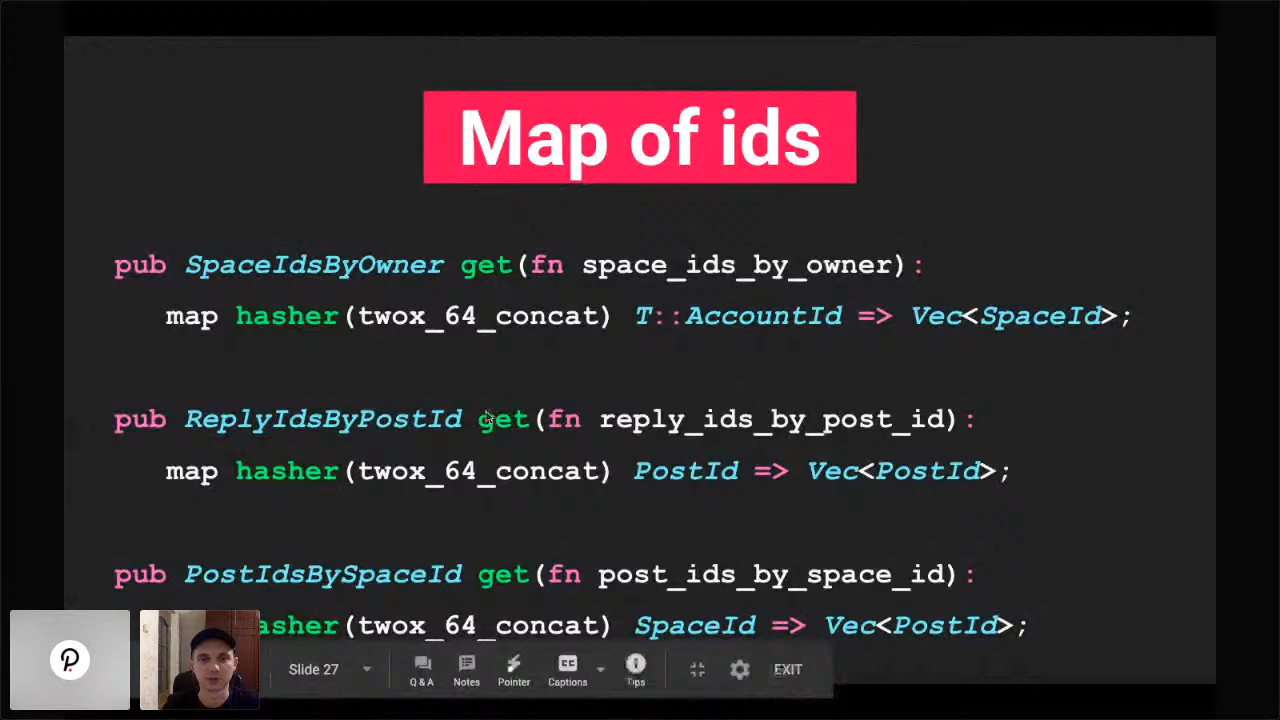 Map of ids
pub SpaceIdsByOwner get(fn space_ids_by_owner):
map hasher(twox_64_concat) T::AccountId => Vec<SpaceId>;
pub ReplyIdsByPostId get(fn reply_ids_by_post_id):
map hasher(twox_64_concat) PostId => Vec<PostId>;
pub PostIdsBySpaceId get(fn post_ids_by_space_id):
asher(twox_64_concat) SpaceId => Vec<PostId>;
Slide 27
Q & A
Notes
Pointer
CC
Captions
Tips
EXIT